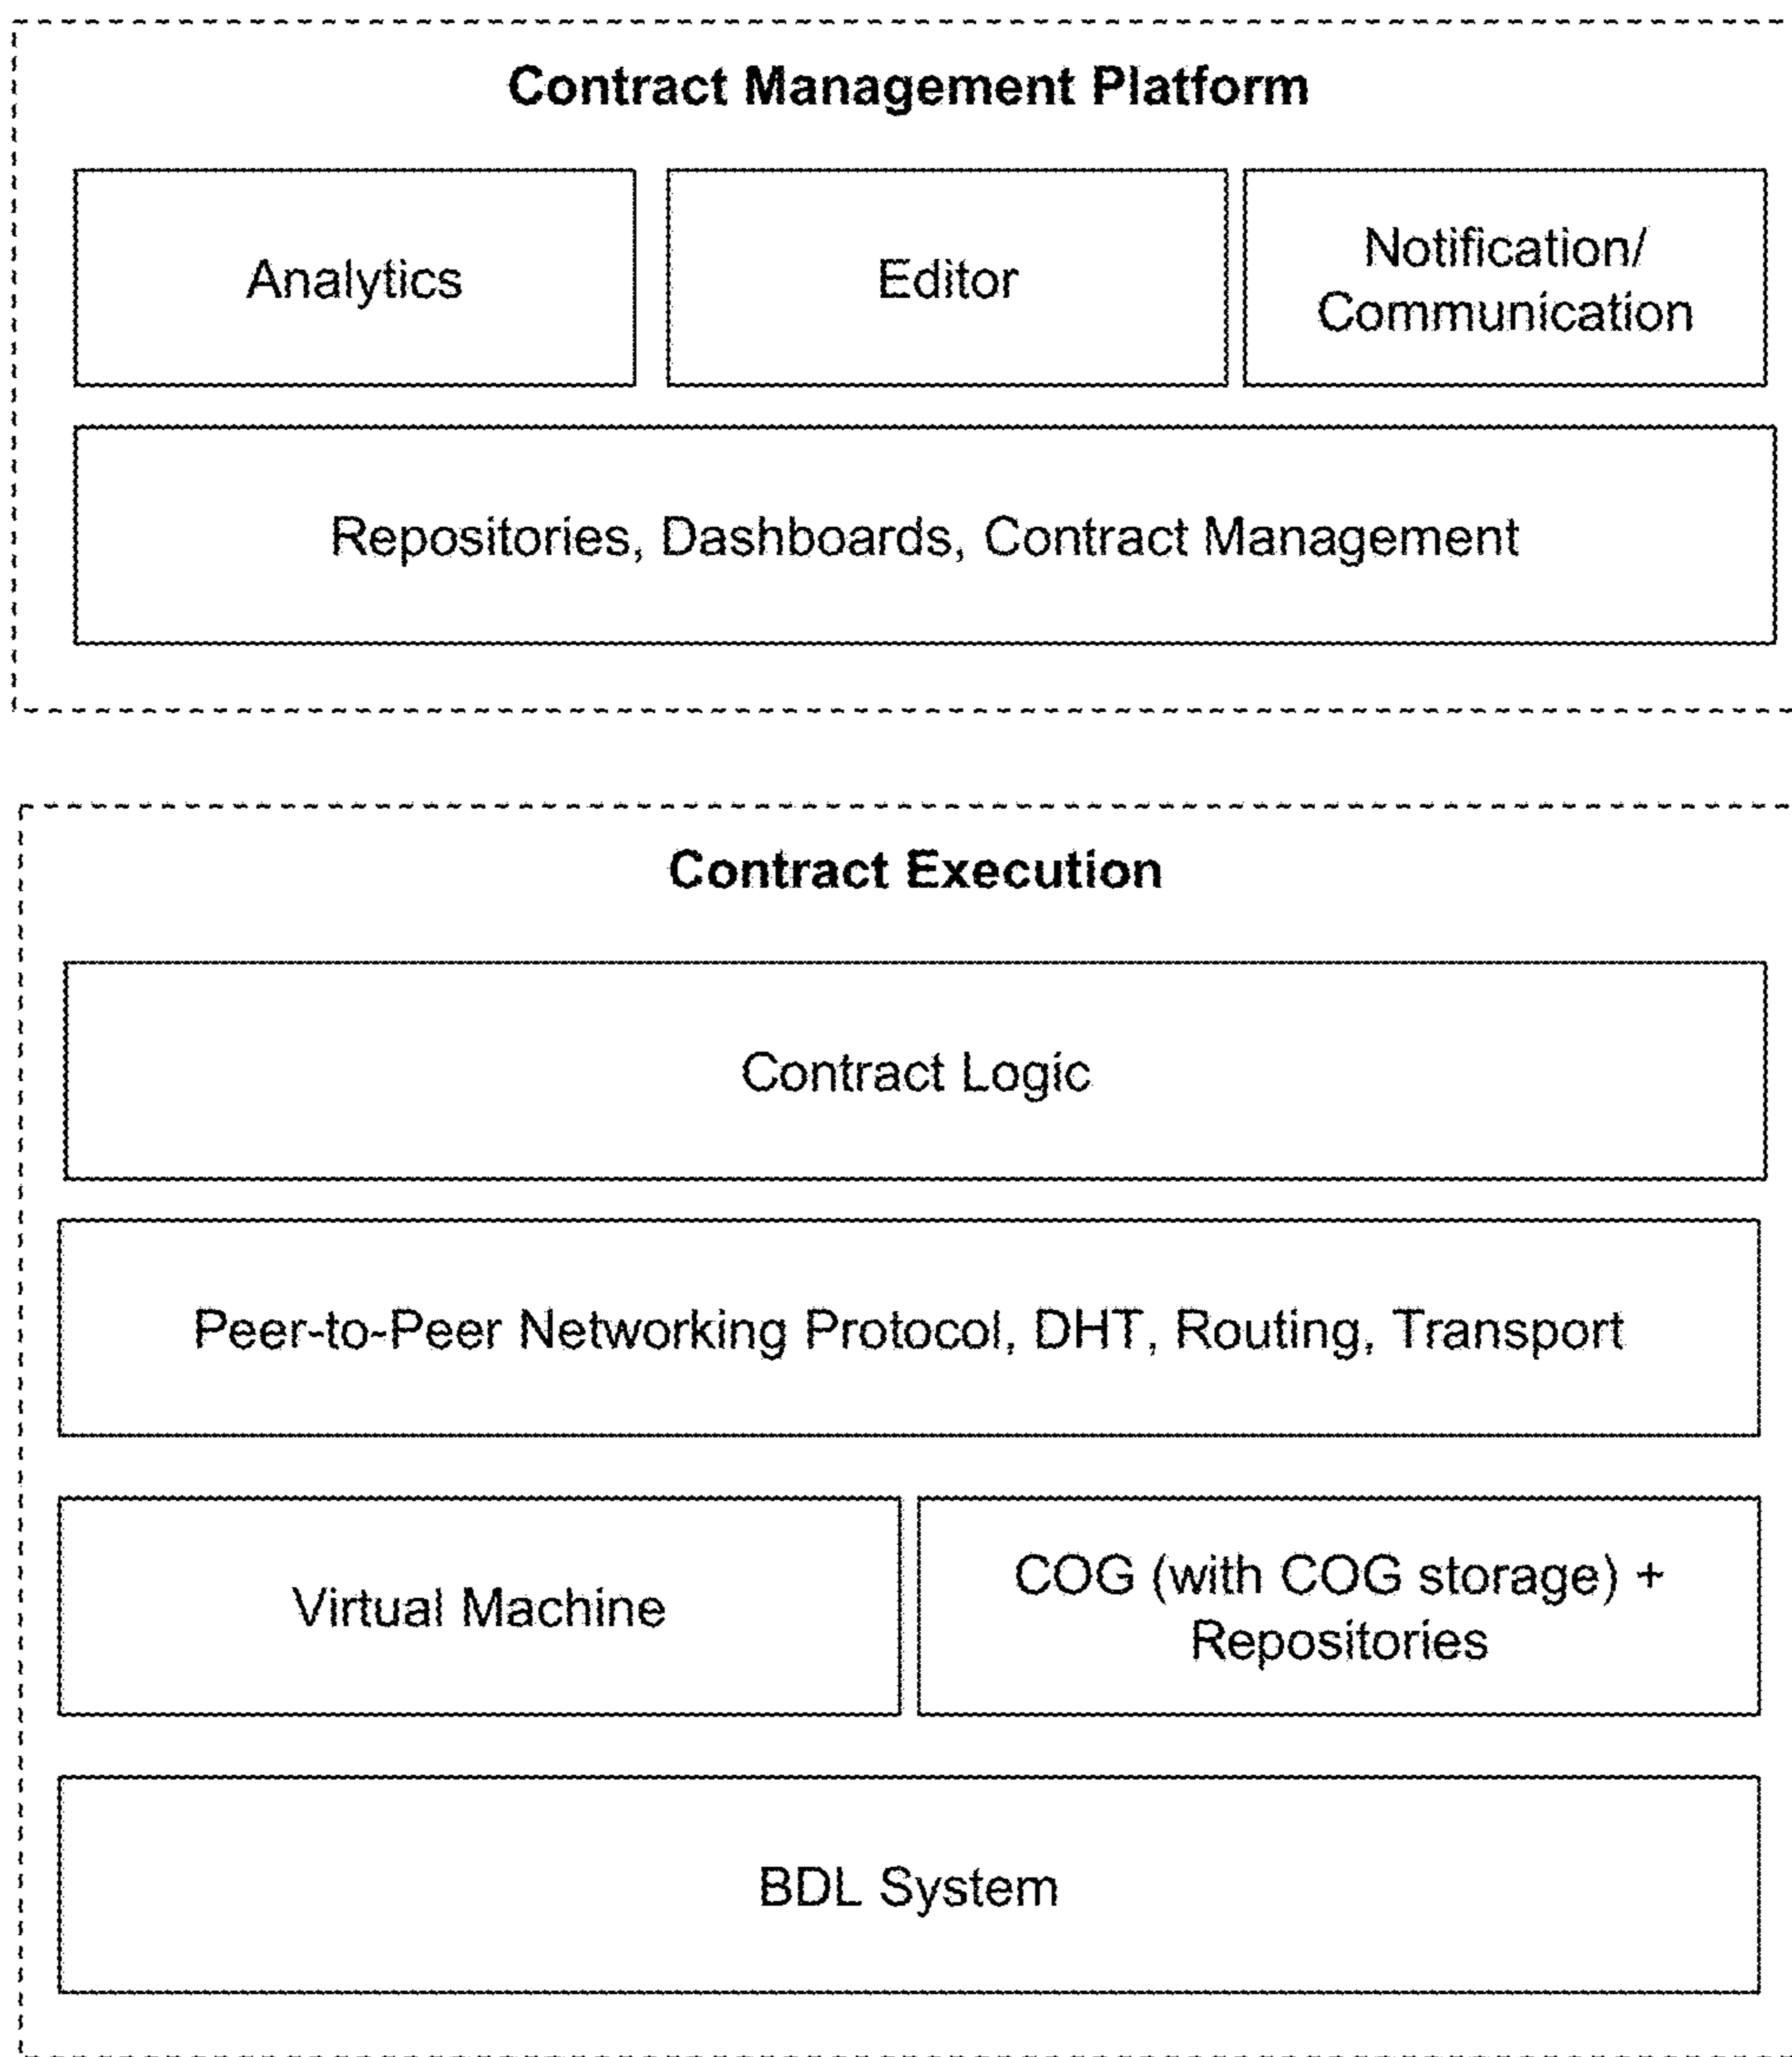 Contract Management Platform
Analytics
Editor
Notification/
Communication
Repositories, Dashboards, Contract Management
Contract Execution
Contract Logic
Peer-to-Peer Networking Protocol, DHT, Routing, Transport
Virtual Machine
COG (with COG storage) +
Repositories
BDL System